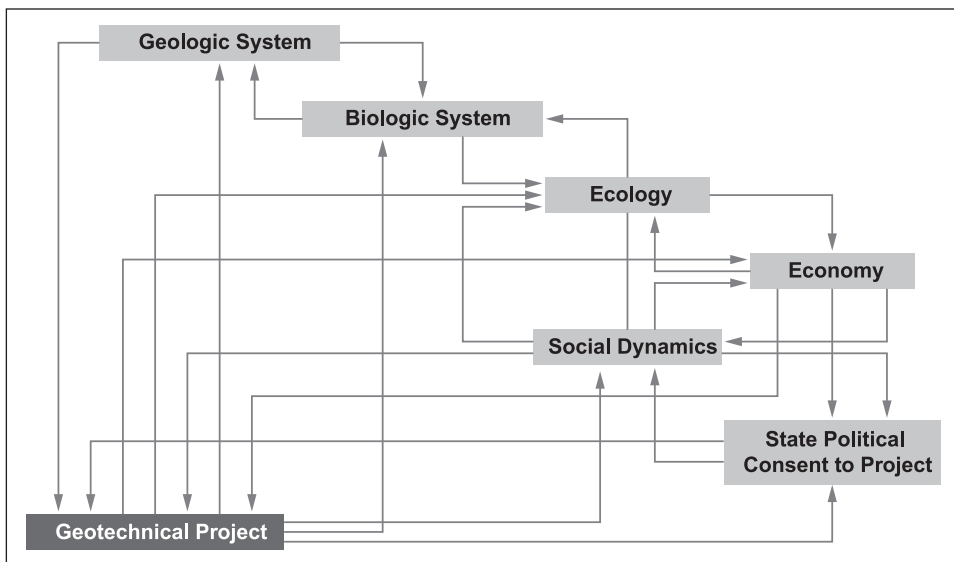 Geologic System
Biologic System
Ecology
Economy
Social Dynamics
State Political
Consent to Project
Geotechnical Project